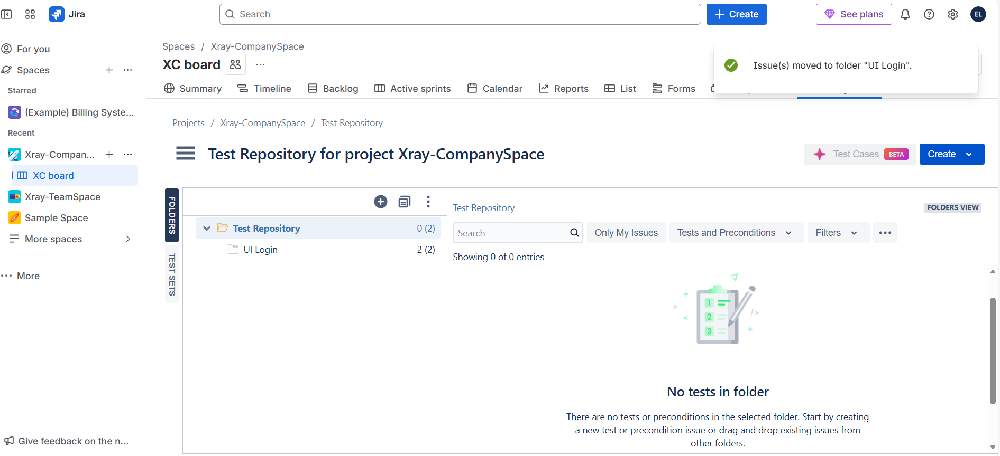 Jira
Search
Create
See plans
EL
For you
Spaces
Starred
(Example) Billing Syste...
Recent
Xray-Compan...
XC board
Xray-TeamSpace
Sample Space
More spaces
More
Give feedback on the n...
Spaces / Xray-CompanySpace
XC board
Issue(s) moved to folder "UI Login".
Summary Timeline Backlog Active sprints Calendar Reports List Forms
Projects / Xray-CompanySpace / Test Repository
Test Repository for project Xray-CompanySpace
Test Cases BETA
Create
FOLDERS
TEST SETS
Test Repository 0 (2)
UI Login 2 (2)
Test Repository
FOLDERS VIEW
Search
Only My Issues
Tests and Preconditions
Filters
Showing 0 of 0 entries
1
2
3
</>
No tests in folder
There are no tests or preconditions in the selected folder. Start by creating
a new test or precondition issue or drag and drop existing issues from
other folders.